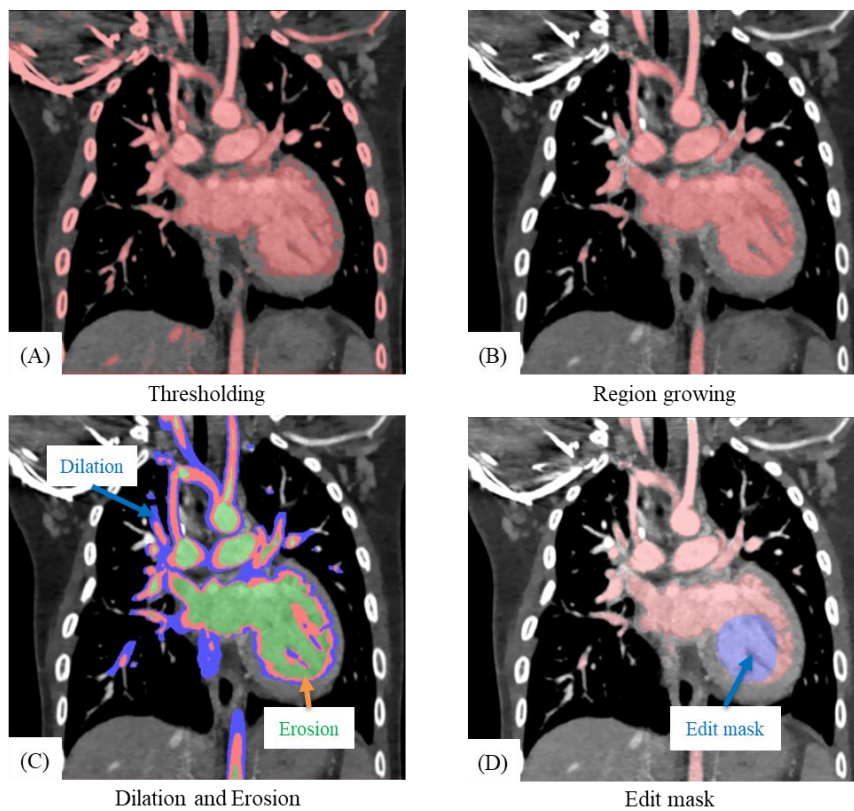 (A)
Thresholding
(B)
Region growing
Dilation
Erosion
(C)
Dilation and Erosion
Edit mask
(D)
Edit mask